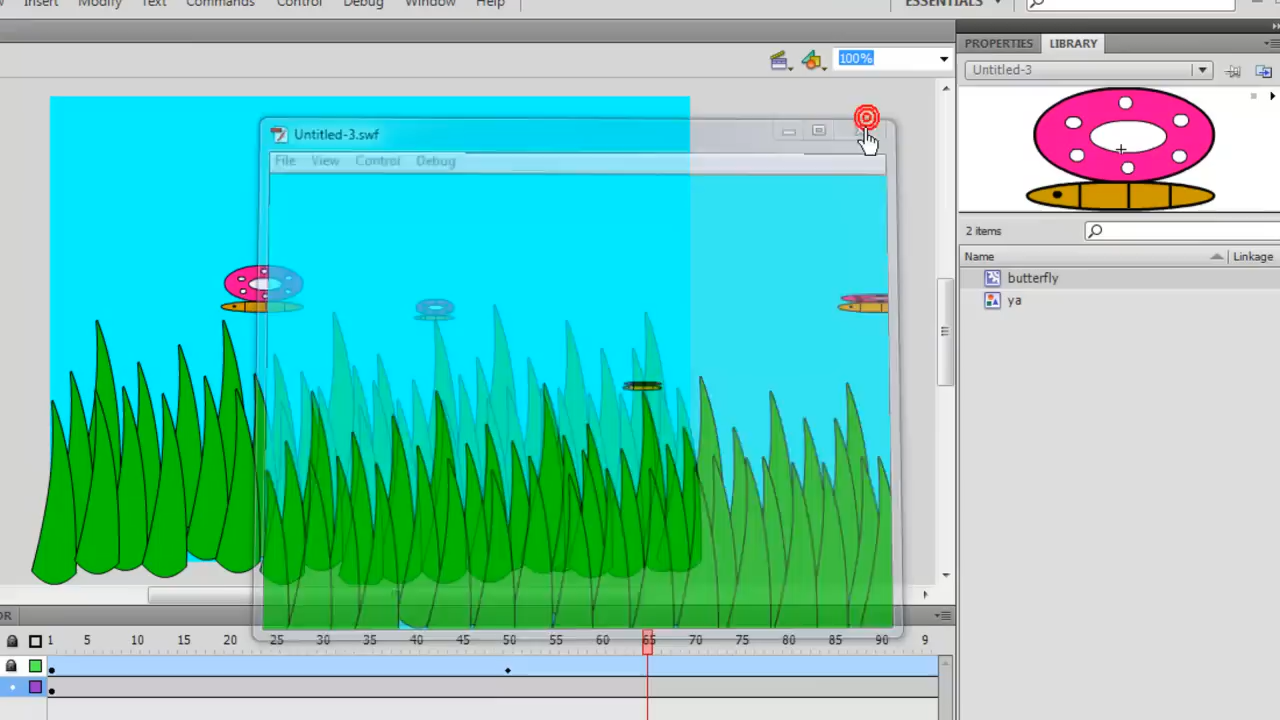 Insert Modify Text Commands Control Debug Window Help ESSENTIALS
PROPERTIES LIBRARY
100%
Untitled-3
Untitled-3.swf
File View Control Debug
2 items
Name Linkage
butterfly
ya
OR
1 5 10 15 20 25 30 35 40 45 50 55 60 65 70 75 80 85 90 9